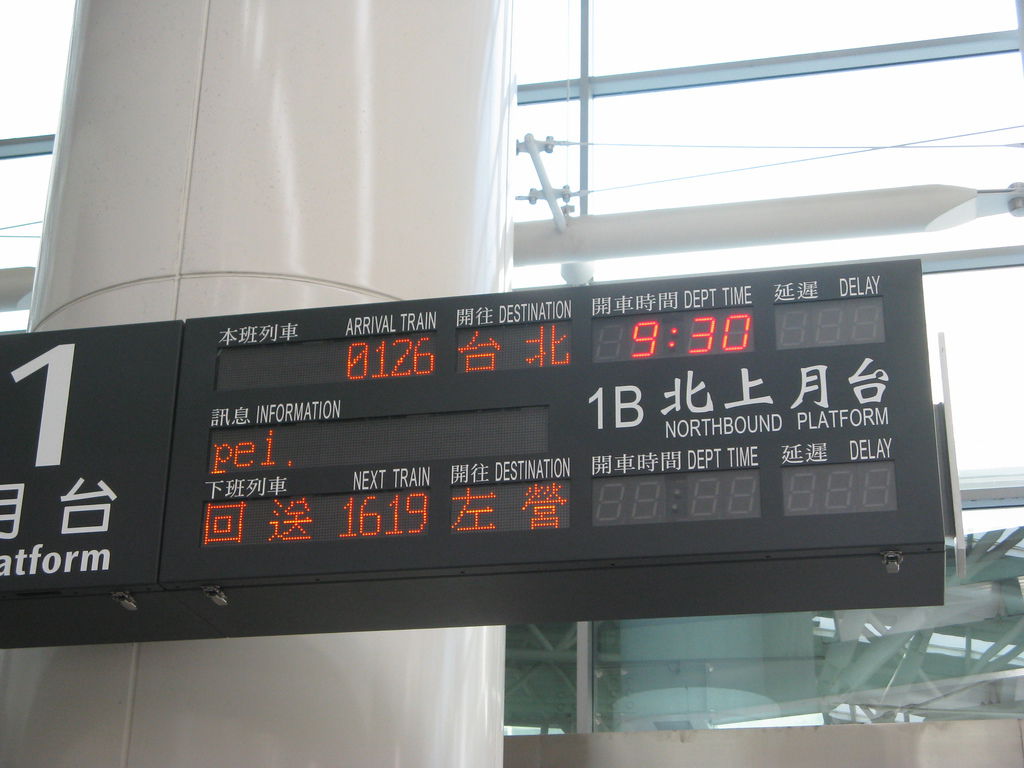 1
月台
atform
本班列車 ARRIVAL TRAIN 開往 DESTINATION 開車時間 DEPT TIME 延遲 DELAY
0126 台北 9:30
訊息 INFORMATION
pei.
1B 北上月台
NORTHBOUND PLATFORM
下班列車 NEXT TRAIN 開往 DESTINATION 開車時間 DEPT TIME 延遲 DELAY
回送 1619 左營